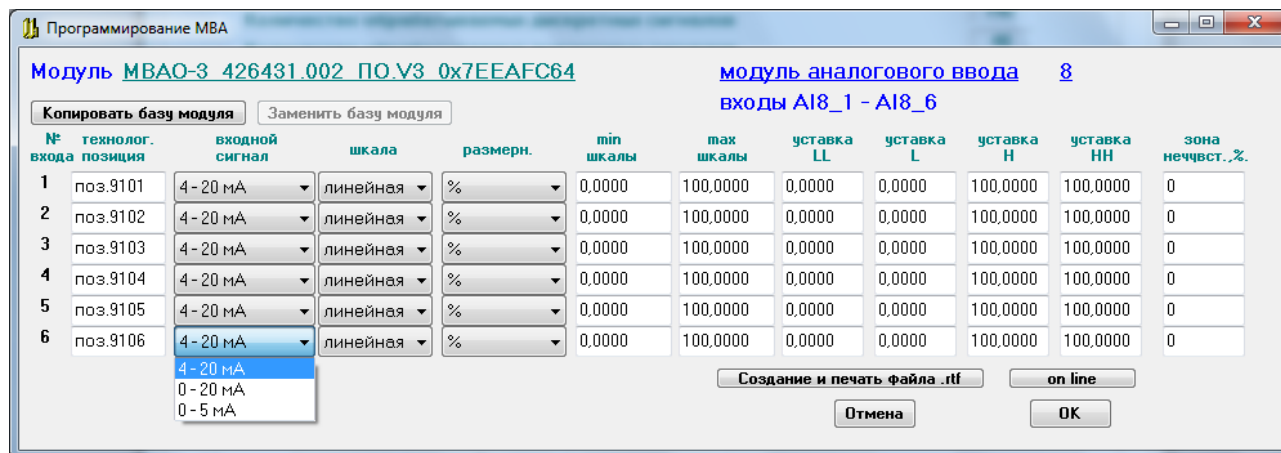 Программирование МВА
Модуль МВАО-3 426431.002 ПО.V3 0x7EEAFC64
модуль аналогового ввода 8
входы AI8_1 - AI8_6
Копировать базу модуля Заменить базу модуля
№ входа технолог. позиция входной сигнал шкала размерн. min шкалы max шкалы уставка LL уставка L уставка H уставка HH зона нечувст.,%.
1 поз.9101 4 - 20 мА линейная % 0,0000 100,0000 0,0000 0,0000 100,0000 100,0000 0
2 поз.9102 4 - 20 мА линейная % 0,0000 100,0000 0,0000 0,0000 100,0000 100,0000 0
3 поз.9103 4 - 20 мА линейная % 0,0000 100,0000 0,0000 0,0000 100,0000 100,0000 0
4 поз.9104 4 - 20 мА линейная % 0,0000 100,0000 0,0000 0,0000 100,0000 100,0000 0
5 поз.9105 4 - 20 мА линейная % 0,0000 100,0000 0,0000 0,0000 100,0000 100,0000 0
6 поз.9106 4 - 20 мА линейная % 0,0000 100,0000 0,0000 0,0000 100,0000 100,0000 0
4 - 20 мА
0 - 20 мА
0 - 5 мА
Создание и печать файла .rtf on line
Отмена OK